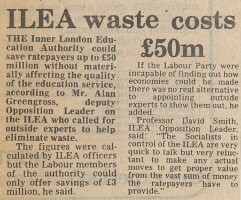 ILEA waste costs
£50m
THE Inner London Edu-
cation Authority could
save ratepayers up to £50
million without materi-
ally affecting the quality
of the education service,
according to Mr. Alan
Greengross, deputy
Opposition Leader on
the ILEA who called for
outside experts to help
eliminate waste.
The figures were cal-
culated by ILEA officers
but the Labour members
of the authority could
only offer savings of £3
million, he said.
If the Labour Party were
incapable of finding out how
economies could be made
there was no real alternative
to appointing outside
experts to show them out, he
added.
Professor David Smith,
ILEA Opposition Leader,
said: "The Socialists in
control of the ILEA are very
quick to talk but very reluc-
tant to make any actual
moves to get proper value
from the vast sum of money
the ratepayers have to
provide."